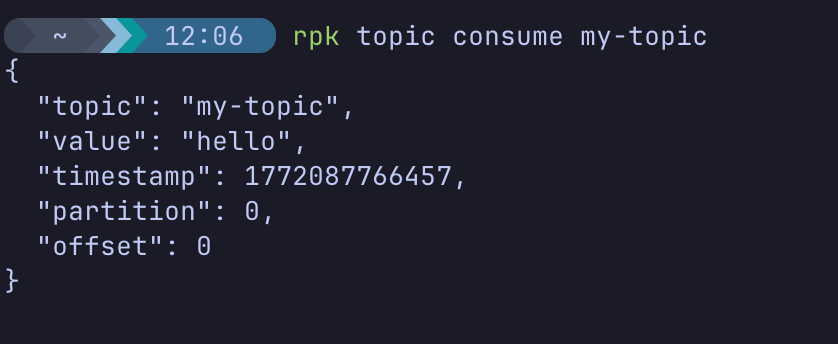 ~ 12:06 rpk topic consume my-topic
{
  "topic": "my-topic",
  "value": "hello",
  "timestamp": 1772087766457,
  "partition": 0,
  "offset": 0
}